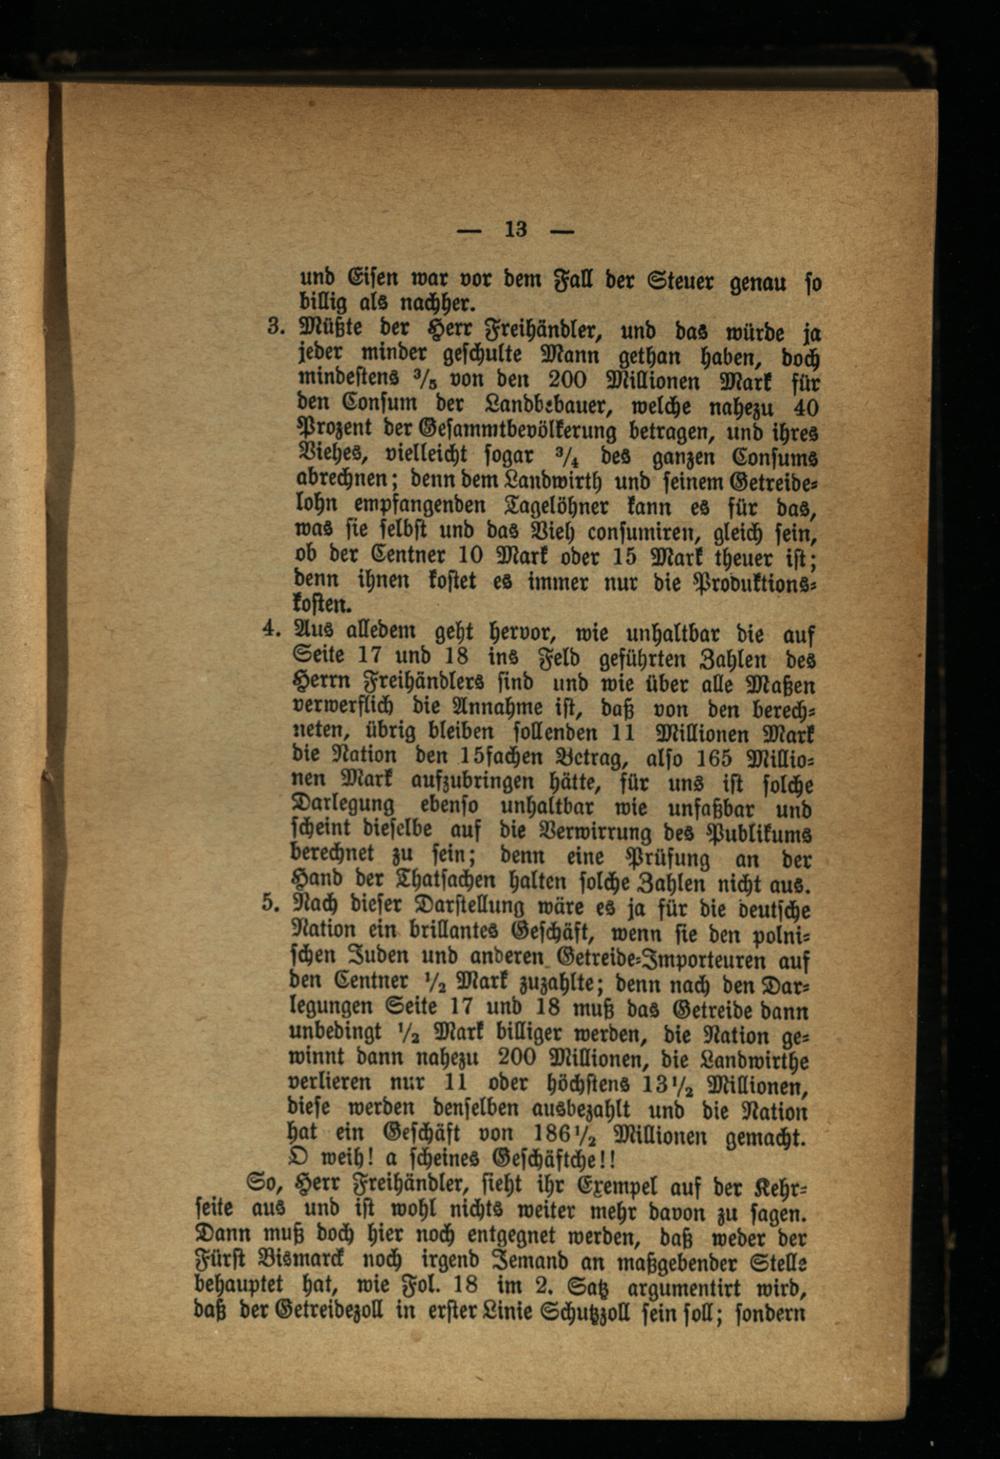 — 13 —
und Eisen war vor dem Fall der Steuer genau so
billig als nachher.
3. Müßte der Herr Freihändler, und das würde ja
jeder minder geschulte Mann gethan haben, doch
mindestens 3/5 von den 200 Millionen Mark für
den Consum der Landbebauer, welche nahezu 40
Prozent der Gesammtbevölkerung betragen, und ihres
Viehes, vielleicht sogar 3/4 des ganzen Consums
abrechnen; denn dem Landwirth und seinem Getreide-
lohn empfangenden Tagelöhner kann es für das,
was sie selbst und das Vieh consumiren, gleich sein,
ob der Centner 10 Mark oder 15 Mark theuer ist;
denn ihnen kostet es immer nur die Produktions-
kosten.
4. Aus alledem geht hervor, wie unhaltbar die auf
Seite 17 und 18 ins Feld geführten Zahlen des
Herrn Freihändlers sind und wie über alle Maßen
verwerflich die Annahme ist, daß von den berech-
neten, übrig bleiben sollenden 11 Millionen Mark
die Nation den 15fachen Betrag, also 165 Millio-
nen Mark aufzubringen hätte, für uns ist solche
Darlegung ebenso unhaltbar wie unfaßbar und
scheint dieselbe auf die Verwirrung des Publikums
berechnet zu sein; denn eine Prüfung an der
Hand der Thatsachen halten solche Zahlen nicht aus.
5. Nach dieser Darstellung wäre es ja für die deutsche
Nation ein brillantes Geschäft, wenn sie den polni-
schen Juden und anderen Getreide-Importeuren auf
den Centner 1/2 Mark zuzahlte; denn nach den Dar-
legungen Seite 17 und 18 muß das Getreide dann
unbedingt 1/2 Mark billiger werden, die Nation ge-
winnt dann nahezu 200 Millionen, die Landwirthe
verlieren nur 11 oder höchstens 13 1/2 Millionen,
diese werden denselben ausbezahlt und die Nation
hat ein Geschäft von 186 1/2 Millionen gemacht.
O weih! a scheines Geschäftche!!
So, Herr Freihändler, sieht ihr Exempel auf der Kehr-
seite aus und ist wohl nichts weiter mehr davon zu sagen.
Dann muß doch hier noch entgegnet werden, daß weder der
Fürst Bismarck noch irgend Jemand an maßgebender Stelle
behauptet hat, wie Fol. 18 im 2. Satz argumentirt wird,
daß der Getreidezoll in erster Linie Schutzzoll sein soll; sondern